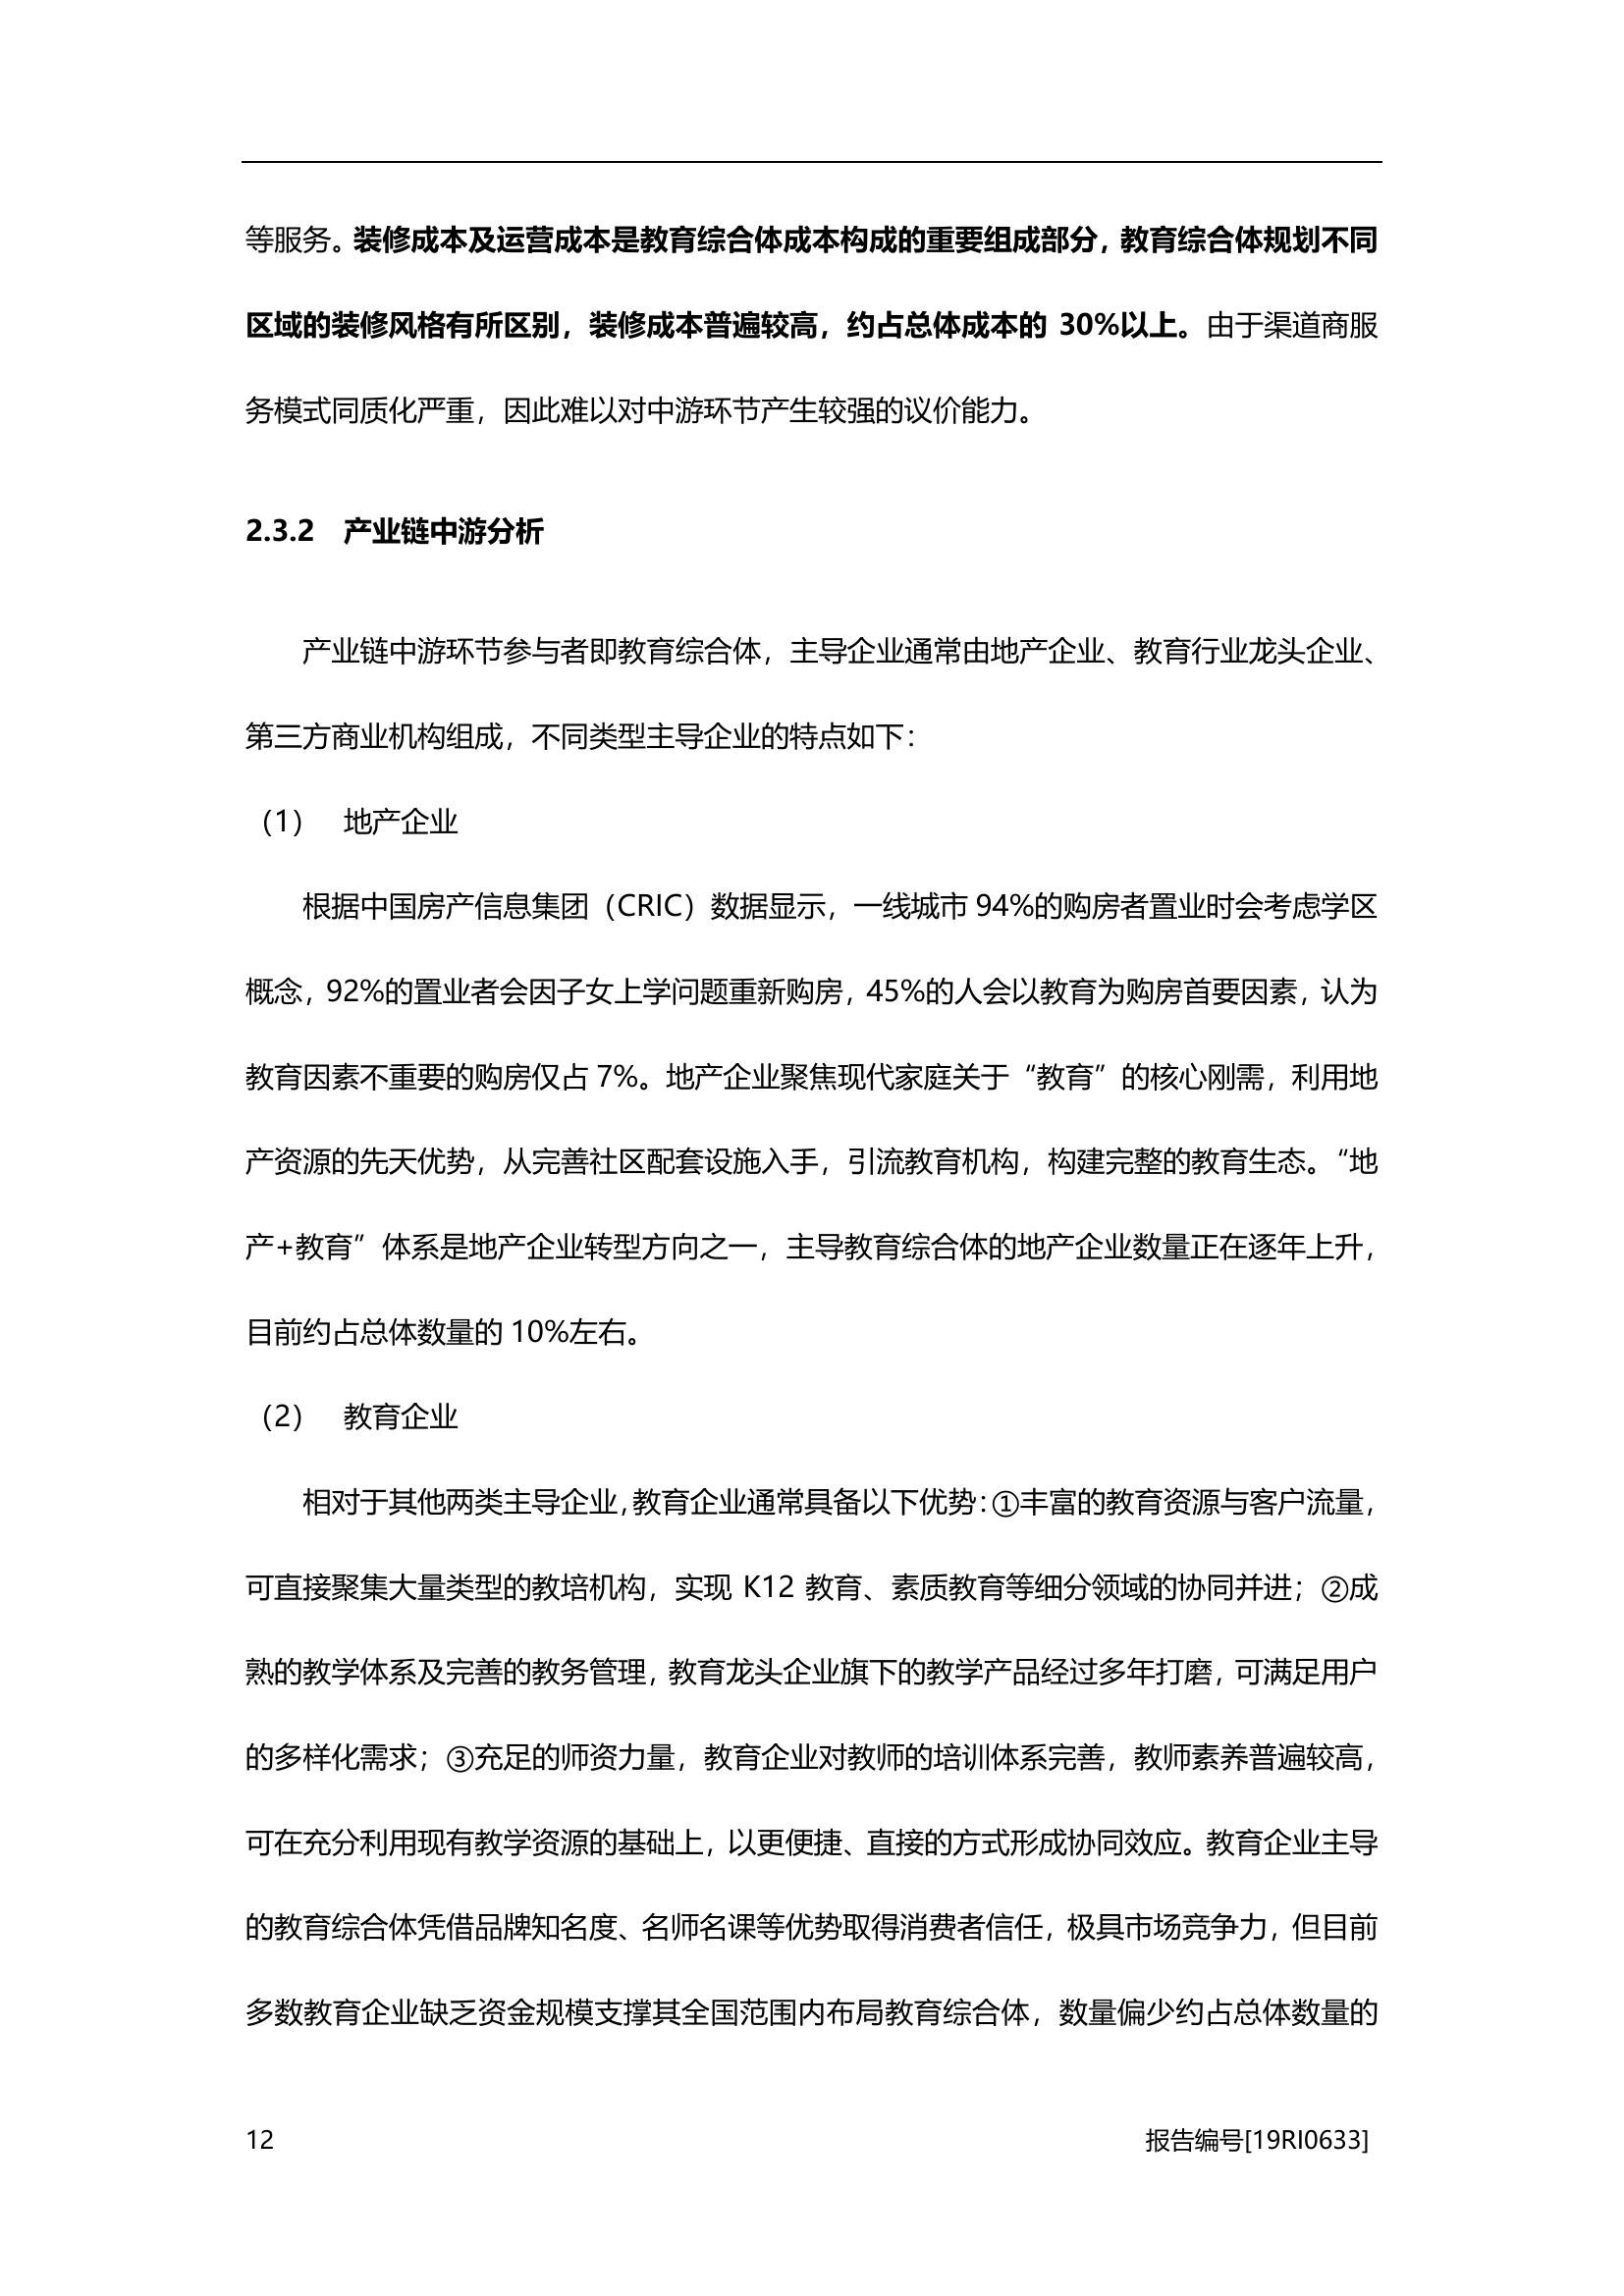 等服务。装修成本及运营成本是教育综合体成本构成的重要组成部分，教育综合体规划不同
区域的装修风格有所区别，装修成本普遍较高，约占总体成本的 30%以上。由于渠道商服
务模式同质化严重，因此难以对中游环节产生较强的议价能力。
2.3.2 产业链中游分析
产业链中游环节参与者即教育综合体，主导企业通常由地产企业、教育行业龙头企业、
第三方商业机构组成，不同类型主导企业的特点如下：
（1） 地产企业
根据中国房产信息集团（CRIC）数据显示，一线城市 94%的购房者置业时会考虑学区
概念，92%的置业者会因子女上学问题重新购房，45%的人会以教育为购房首要因素，认为
教育因素不重要的购房仅占 7%。地产企业聚焦现代家庭关于“教育”的核心刚需，利用地
产资源的先天优势，从完善社区配套设施入手，引流教育机构，构建完整的教育生态。“地
产+教育”体系是地产企业转型方向之一，主导教育综合体的地产企业数量正在逐年上升，
目前约占总体数量的 10%左右。
（2） 教育企业
相对于其他两类主导企业，教育企业通常具备以下优势：①丰富的教育资源与客户流量，
可直接聚集大量类型的教培机构，实现 K12 教育、素质教育等细分领域的协同并进；②成
熟的教学体系及完善的教务管理，教育龙头企业旗下的教学产品经过多年打磨，可满足用户
的多样化需求；③充足的师资力量，教育企业对教师的培训体系完善，教师素养普遍较高，
可在充分利用现有教学资源的基础上，以更便捷、直接的方式形成协同效应。教育企业主导
的教育综合体凭借品牌知名度、名师名课等优势取得消费者信任，极具市场竞争力，但目前
多数教育企业缺乏资金规模支撑其全国范围内布局教育综合体，数量偏少约占总体数量的
12 报告编号[19RI0633]